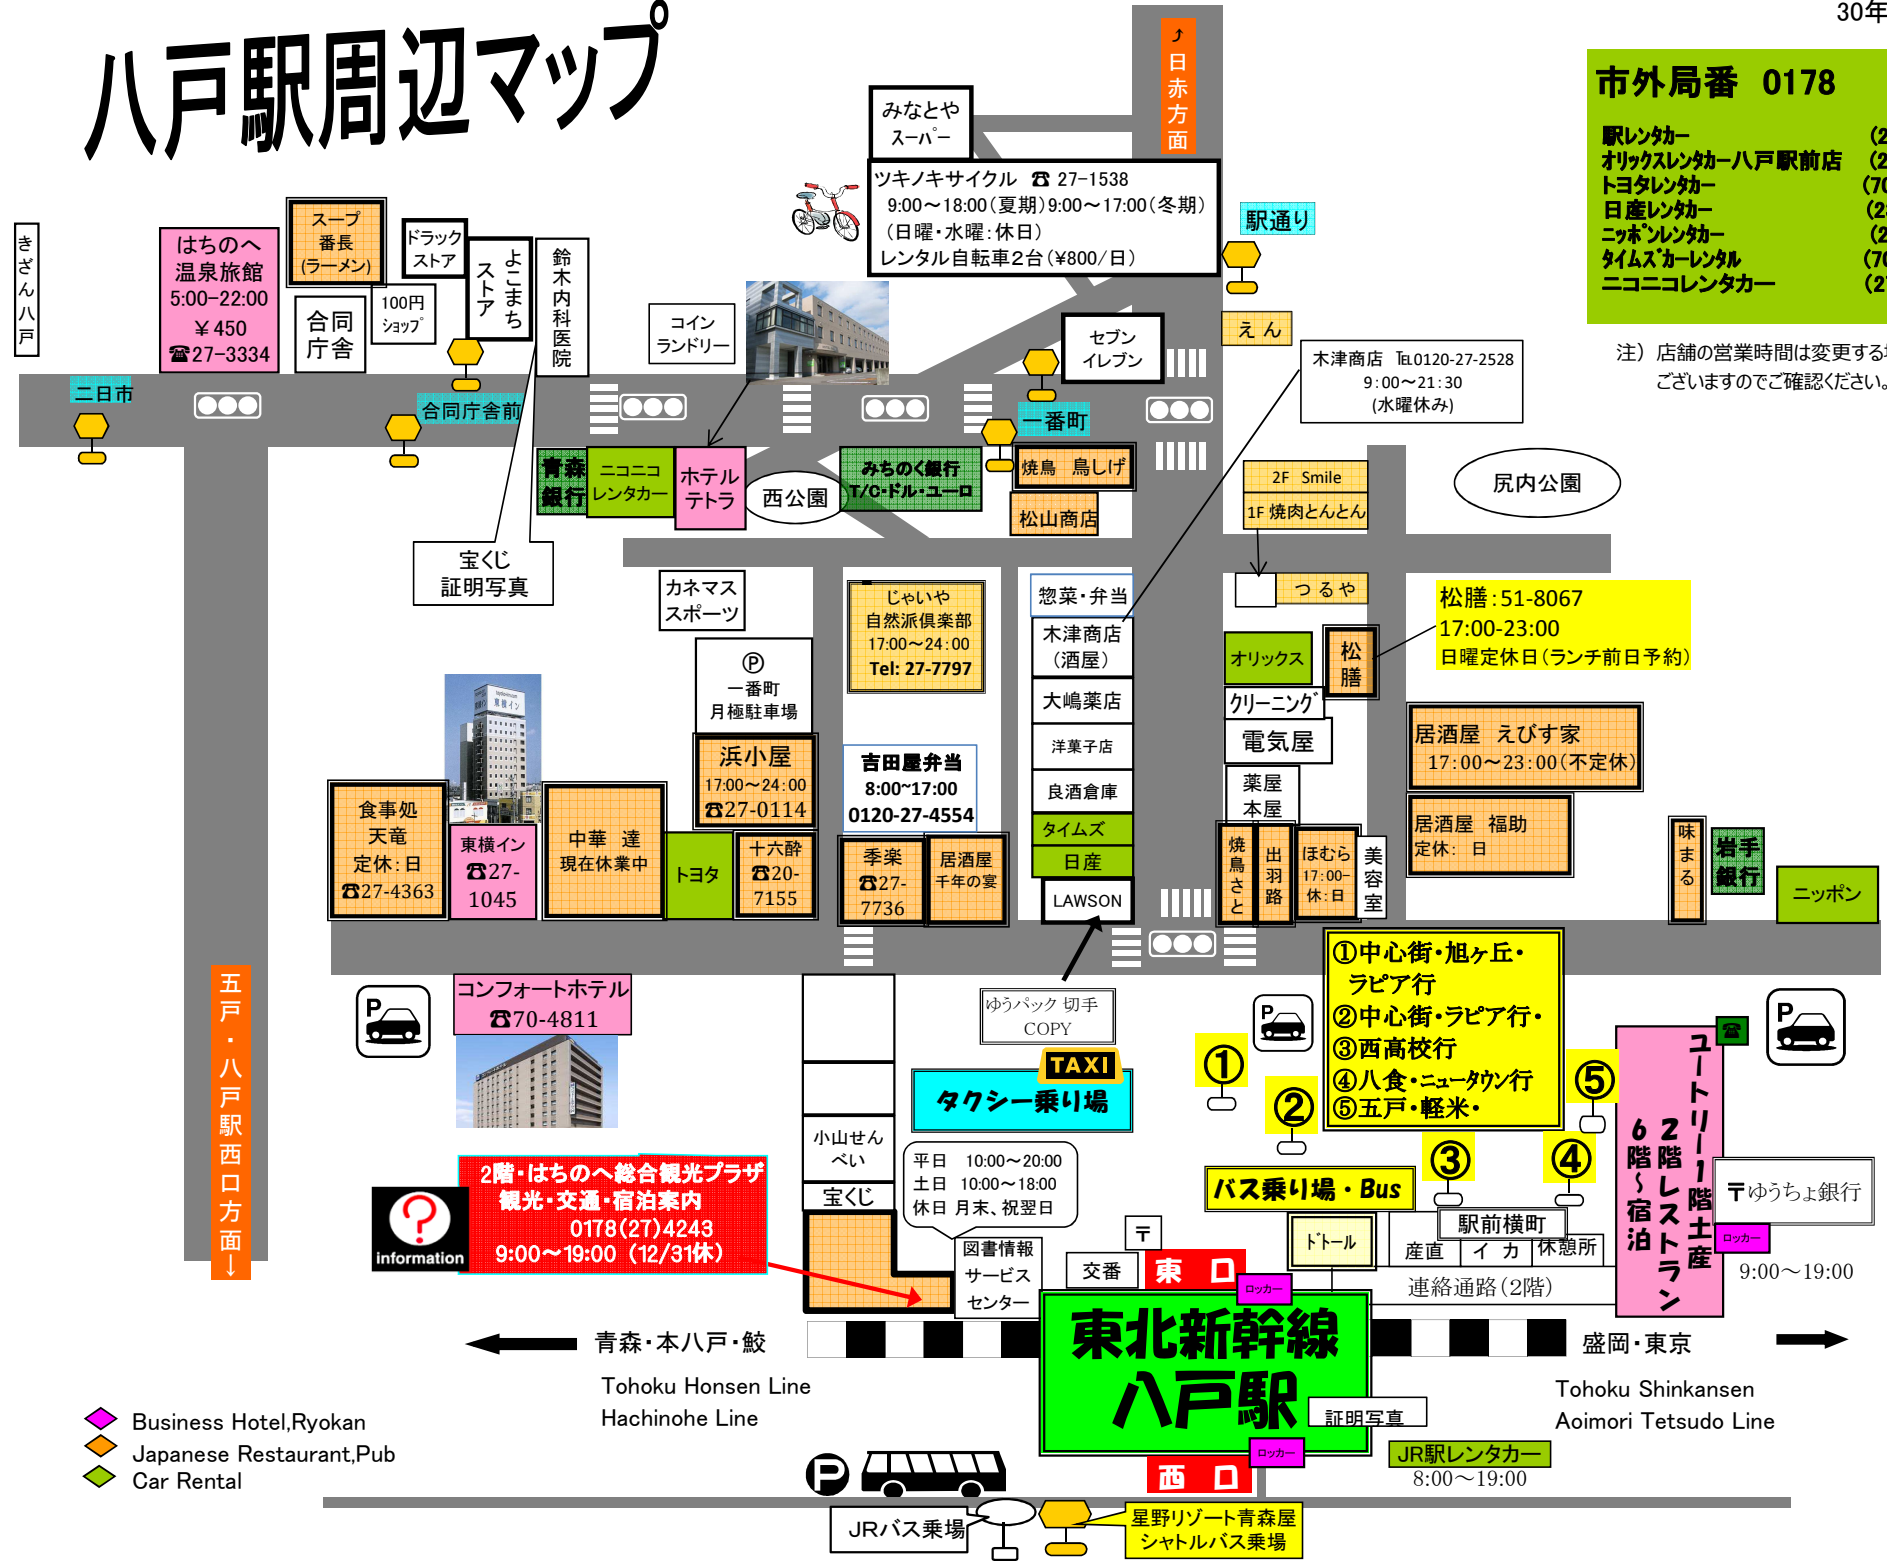 八戸駅周辺マップ
30年
市外局番 0178
駅レンタカー (2
オリックスレンタカー八戸駅前店 (2
トヨタレンタカー (70
日産レンタカー (2
ニッポンレンタカー (2
タイムズカーレンタル (70
ニコニコレンタカー (2
注) 店舗の営業時間は変更する
ございますのでご確認ください。
⤴日赤方面
みなとや
スーパー
ツキノキサイクル ☎ 27-1538
9:00～18:00(夏期)9:00～17:00(冬期)
(日曜・水曜:休日)
レンタル自転車2台(¥800/日)
駅通り
えん
きざん八戸
はちのへ
温泉旅館
5:00-22:00
￥450
☎27-3334
スープ
番長
(ラーメン)
ドラック
ストア
よこまち
ストア
鈴木内科医院
合同
庁舎
100円
ショップ
コイン
ランドリー
セブン
イレブン
木津商店 ℡0120-27-2528
9:00～21:30
(水曜休み)
二日市
合同庁舎前
一番町
青森
銀行
ニコニコ
レンタカー
ホテル
テトラ
西公園
みちのく銀行
T/C・ドル・ユーロ
焼鳥 鳥しげ
松山商店
2F Smile
1F 焼肉とんとん
尻内公園
宝くじ
証明写真
カネマス
スポーツ
じゃいや
自然派倶楽部
17:00～24:00
Tel: 27-7797
惣菜・弁当
木津商店
(酒屋)
大嶋薬店
洋菓子店
良酒倉庫
タイムズ
日産
LAWSON
つるや
オリックス
松膳
松膳:51-8067
17:00-23:00
日曜定休日(ランチ前日予約)
クリーニング
電気屋
薬屋
本屋
Ⓟ
一番町
月極駐車場
浜小屋
17:00～24:00
☎27-0114
吉田屋弁当
8:00~17:00
0120-27-4554
居酒屋 えびす家
17:00～23:00(不定休)
居酒屋 福助
定休: 日
食事処
天竜
定休:日
☎27-4363
東横イン
東横イン
☎27-
1045
中華 達
現在休業中
トヨタ
十六酔
☎20-
7155
季楽
☎27-
7736
居酒屋
千年の宴
焼鳥さと
出羽路
ほむら
17:00-
休:日
美容室
味まる
岩手
銀行
ニッポン
五戸・八戸駅西口方面→
P
コンフォートホテル
☎70-4811
ゆうパック 切手
COPY
P
①中心街・旭ヶ丘・
ラピア行
②中心街・ラピア行・
③西高校行
④八食・ニュータウン行
⑤五戸・軽米・
P
①
②
③
④
⑤
TAXI
タクシー乗り場
小山せん
べい
宝くじ
平日 10:00～20:00
土日 10:00～18:00
休日 月末、祝翌日
図書情報
サービス
センター
information
2階・はちのへ総合観光プラザ
観光・交通・宿泊案内
0178(27)4243
9:00～19:00 (12/31休)
バス乗り場・Bus
ユートリー1階土産
2階レストラン
6階～宿泊
☎
〒ゆうちょ銀行
ロッカー
9:00～19:00
〒
交番
東 口
ロッカー
ドトール
駅前横町
産直
イカ
休憩所
連絡通路(2階)
東北新幹線
八戸駅
証明写真
ロッカー
西 口
JR駅レンタカー
8:00～19:00
青森・本八戸・鮫
Tohoku Honsen Line
Hachinohe Line
盛岡・東京
Tohoku Shinkansen
Aoimori Tetsudo Line
Business Hotel,Ryokan
Japanese Restaurant,Pub
Car Rental
P
JRバス乗場
星野リゾート青森屋
シャトルバス乗場